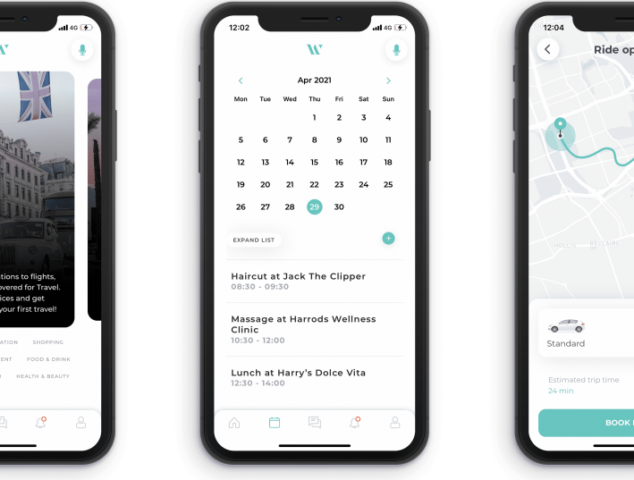 4G
tions to flights,
overed for Travel.
ices and get
your first travel!
ATION SHOPPING
ENT FOOD & DRINK
HEALTH & BEAUTY
12:02 4G
W
Apr 2021
Mon Tue Wed Thu Fri Sat Sun
1 2 3 4
5 6 7 8 9 10 11
12 13 14 15 16 17 18
19 20 21 22 23 24 25
26 27 28 29 30
EXPAND LIST
Haircut at Jack The Clipper
08:30 - 09:30
Massage at Harrods Wellness
Clinic
10:30 - 12:00
Lunch at Harry's Dolce Vita
12:30 - 14:00
12:04
Ride op
Standard
Estimated trip time
24 min
BOOK